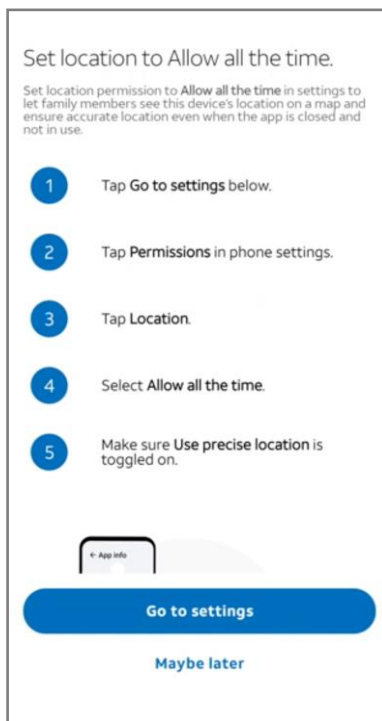 Set location to Allow all the time.
Set location permission to Allow all the time in settings to
let family members see this device's location on a map and
ensure accurate location even when the app is closed and
not in use.
1 Tap Go to settings below.
2 Tap Permissions in phone settings.
3 Tap Location.
4 Select Allow all the time.
5 Make sure Use precise location is
toggled on.
← App info
Go to settings
Maybe later